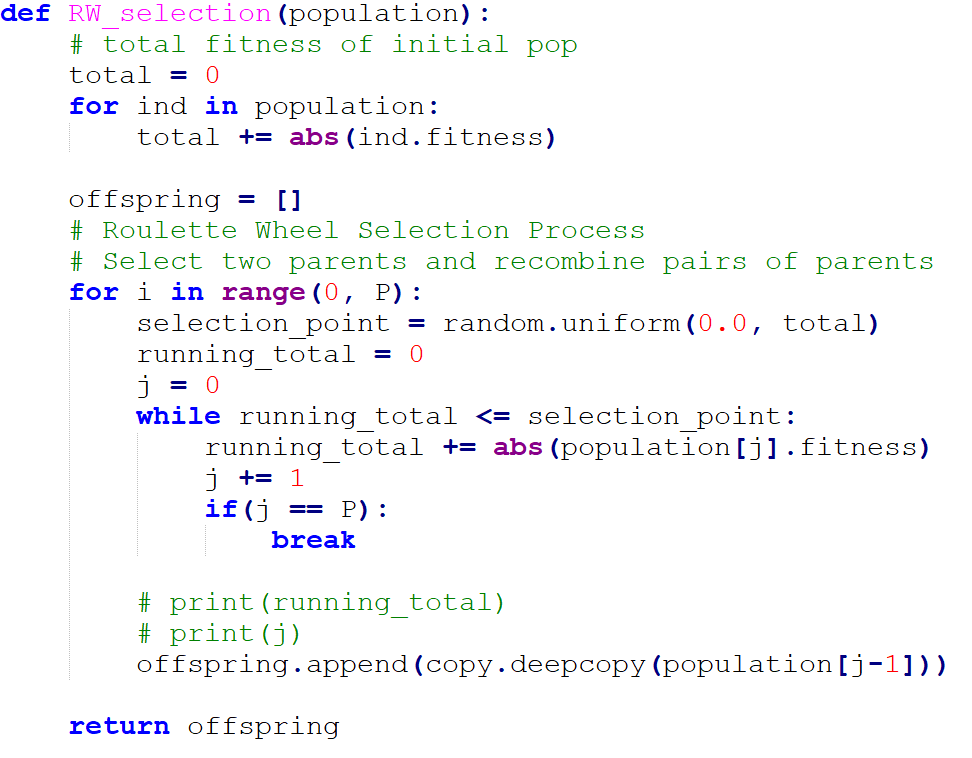 def RW_selection(population):
    # total fitness of initial pop
    total = 0
    for ind in population:
        total += abs(ind.fitness)

    offspring = []
    # Roulette Wheel Selection Process
    # Select two parents and recombine pairs of parents
    for i in range(0, P):
        selection_point = random.uniform(0.0, total)
        running_total = 0
        j = 0
        while running_total <= selection_point:
            running_total += abs(population[j].fitness)
            j += 1
            if(j == P):
                break

        # print(running_total)
        # print(j)
        offspring.append(copy.deepcopy(population[j-1]))

    return offspring